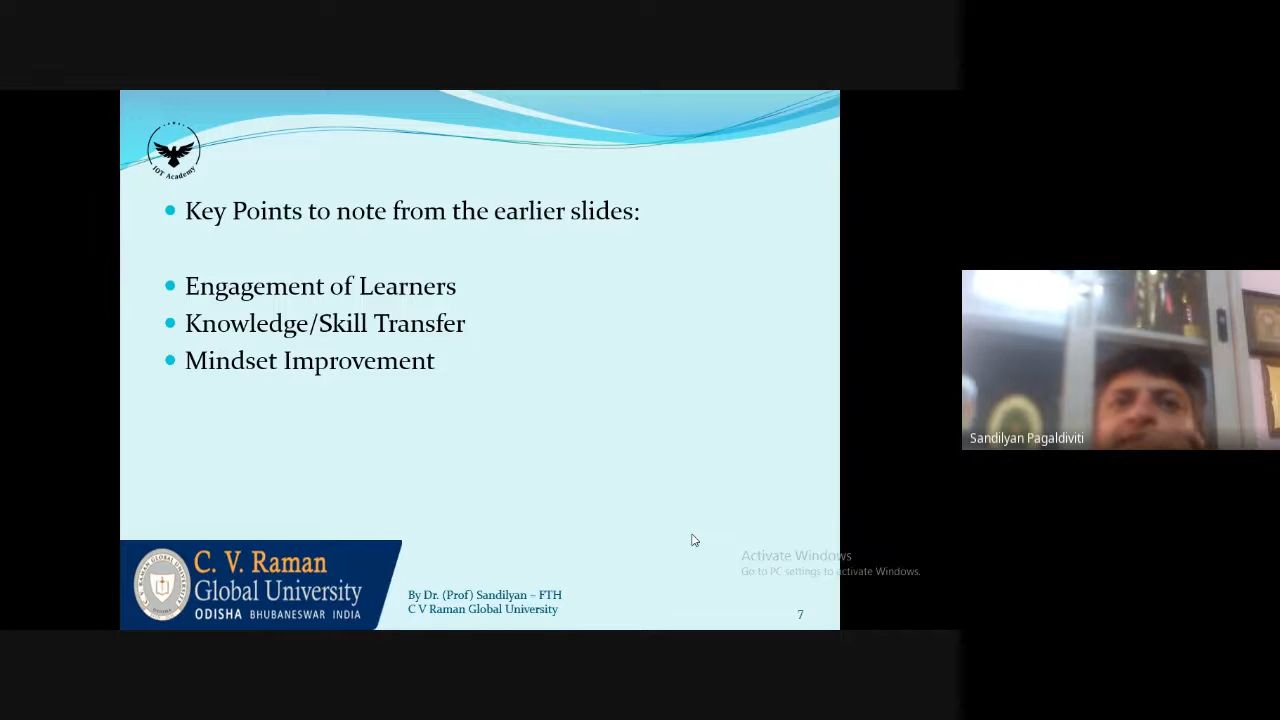 IOT Academy
Key Points to note from the earlier slides:
Engagement of Learners
Knowledge/Skill Transfer
Mindset Improvement
C. V. Raman
Global University
ODISHA BHUBANESWAR INDIA
By Dr. (Prof) Sandilyan – FTH
C V Raman Global University
7
Activate Windows
Go to PC settings to activate Windows.
Sandilyan Pagaldiviti